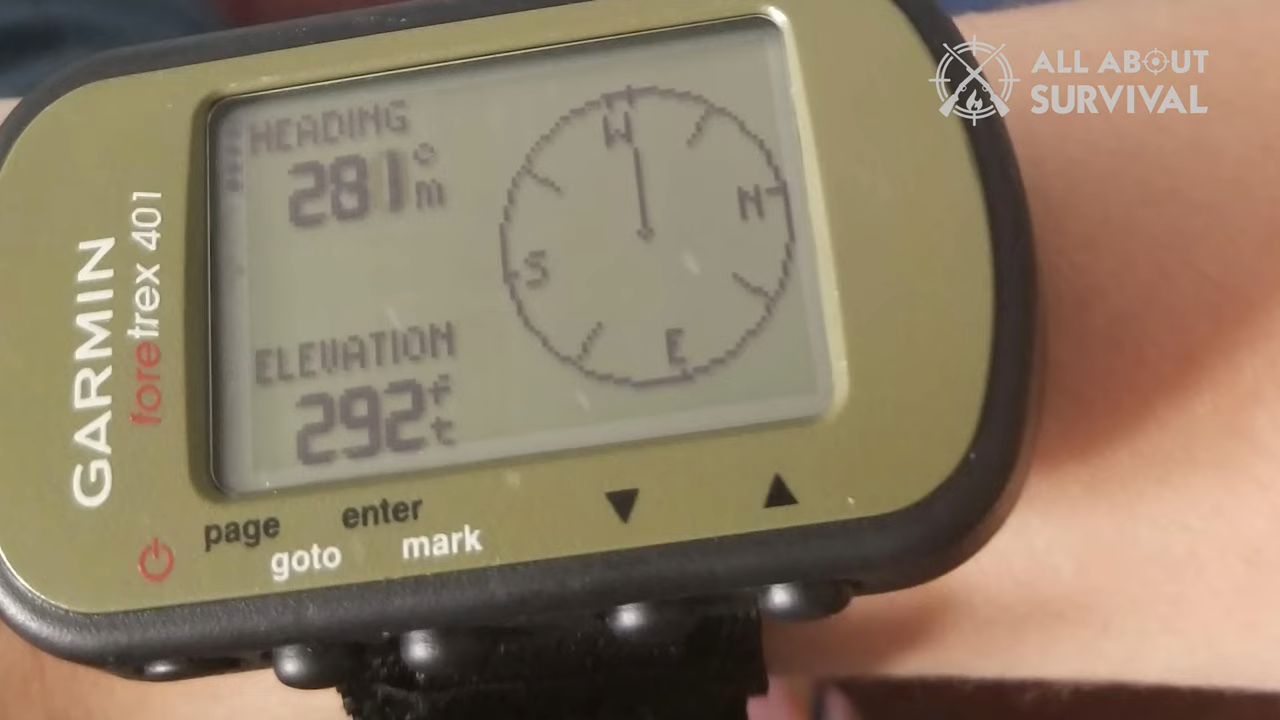 ALL ABOUT
SURVIVAL
GARMIN
foretrex 401
HEADING
281°m
W
N
S
E
ELEVATION
292ft
page
enter
goto
mark